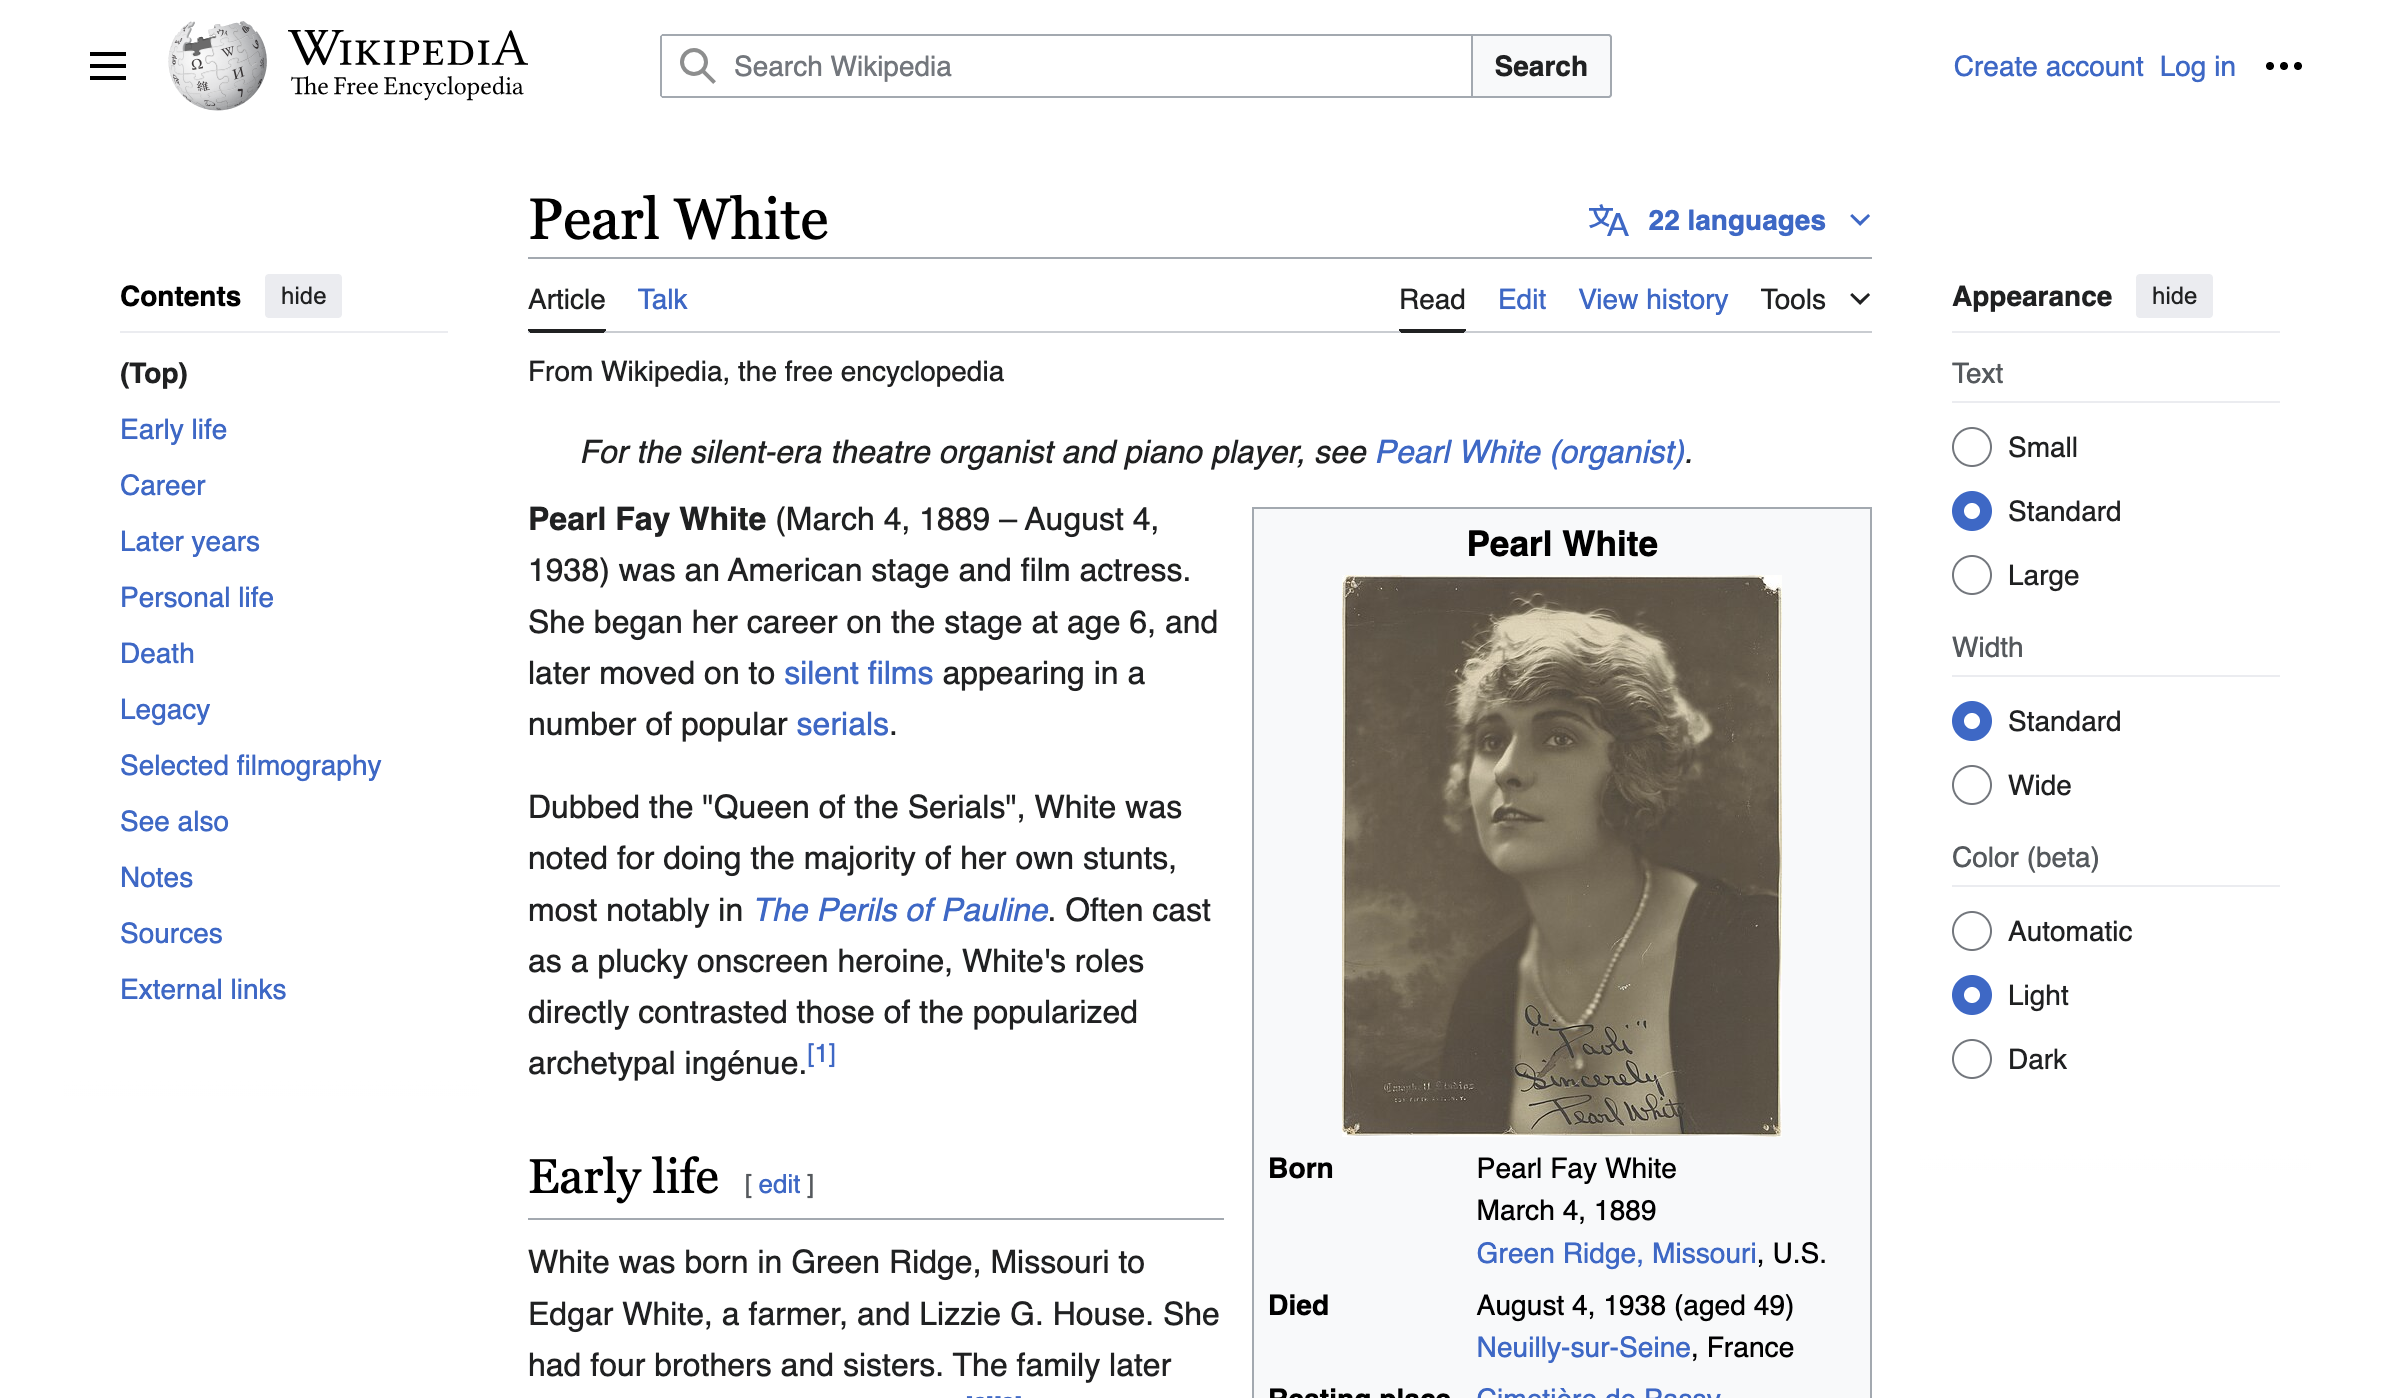 WIKIPEDIA
The Free Encyclopedia
Search Wikipedia
Search
Create account Log in
Pearl White
22 languages
Contents hide
(Top)
Early life
Career
Later years
Personal life
Death
Legacy
Selected filmography
See also
Notes
Sources
External links
Article Talk
Read Edit View history Tools
From Wikipedia, the free encyclopedia
For the silent-era theatre organist and piano player, see Pearl White (organist).
Pearl Fay White (March 4, 1889 – August 4,
1938) was an American stage and film actress.
She began her career on the stage at age 6, and
later moved on to silent films appearing in a
number of popular serials.
Dubbed the "Queen of the Serials", White was
noted for doing the majority of her own stunts,
most notably in The Perils of Pauline. Often cast
as a plucky onscreen heroine, White's roles
directly contrasted those of the popularized
archetypal ingénue.[1]
Early life [ edit ]
White was born in Green Ridge, Missouri to
Edgar White, a farmer, and Lizzie G. House. She
had four brothers and sisters. The family later
Pearl White
Sincerely
Pearl White
Campbell Studios
Born Pearl Fay White
March 4, 1889
Green Ridge, Missouri, U.S.
Died August 4, 1938 (aged 49)
Neuilly-sur-Seine, France
Resting place Cimetière de Passy
Appearance hide
Text
Small
Standard
Large
Width
Standard
Wide
Color (beta)
Automatic
Light
Dark